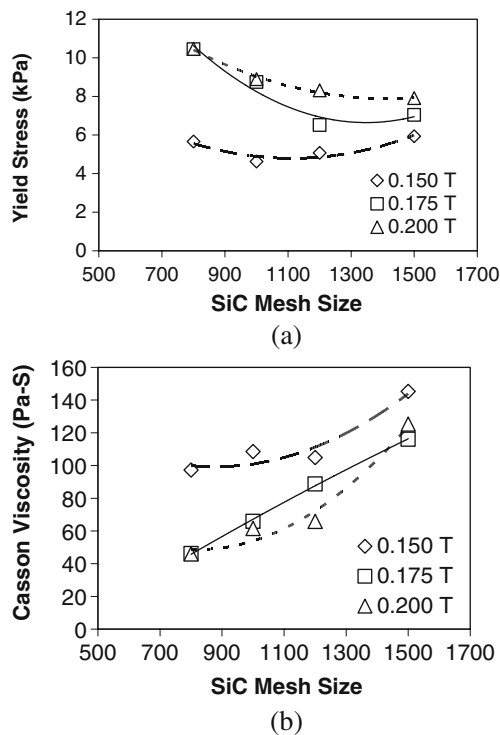 12
10
8
6
4
2
0
Yield Stress (kPa)
0.150 T
0.175 T
0.200 T
500 700 900 1100 1300 1500 1700
SiC Mesh Size
(a)
160
140
120
100
80
60
40
20
0
Casson Viscosity (Pa-S)
0.150 T
0.175 T
0.200 T
500 700 900 1100 1300 1500 1700
SiC Mesh Size
(b)